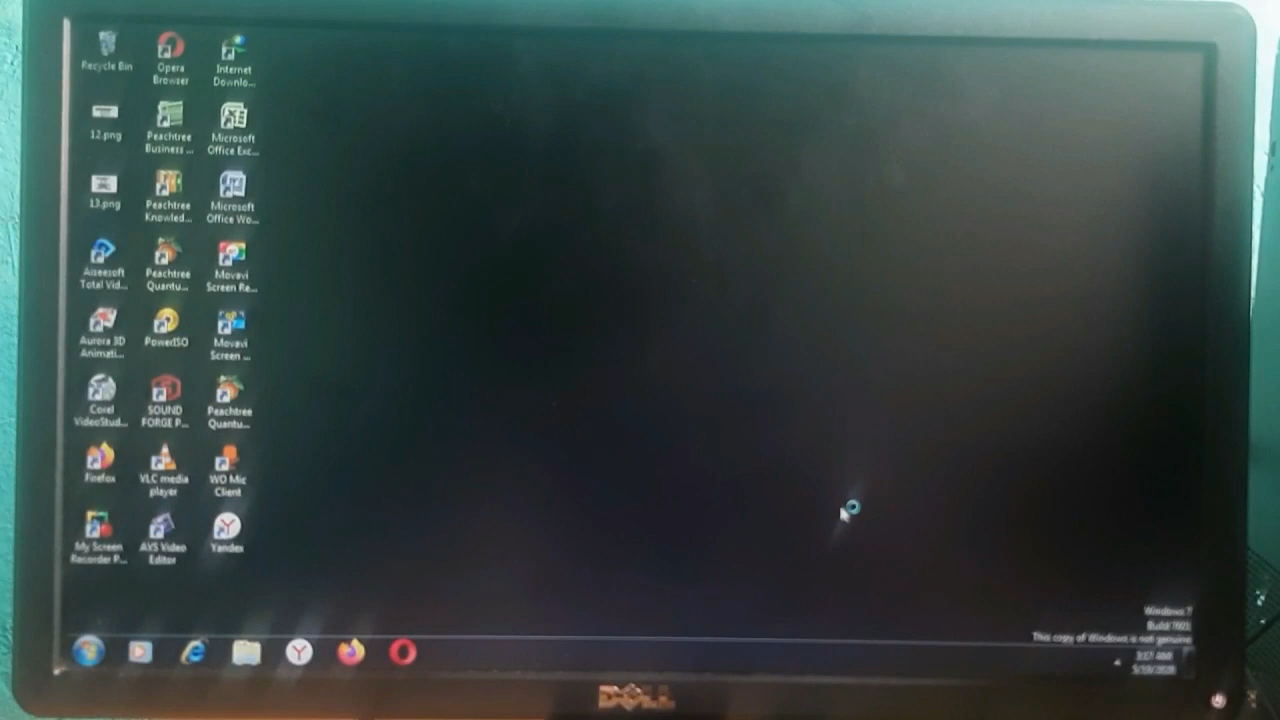 Recycle Bin
Opera
Browser
Internet
Downlo...
12.png
Peachtree
Business ...
Microsoft
Office Exc...
13.png
Peachtree
Knowled...
Microsoft
Office Wo...
Aiseesoft
Total Vid...
Peachtree
Quantu...
Movavi
Screen Re...
Aurora 3D
Animati...
PowerISO
Movavi
Screen ...
Corel
VideoStud...
SOUND
FORGE P...
Peachtree
Quantu...
Firefox
VLC media
player
WO Mic
Client
My Screen
Recorder P...
AVS Video
Editor
Yandex
Windows 7
Build 7601
This copy of Windows is not genuine
DELL